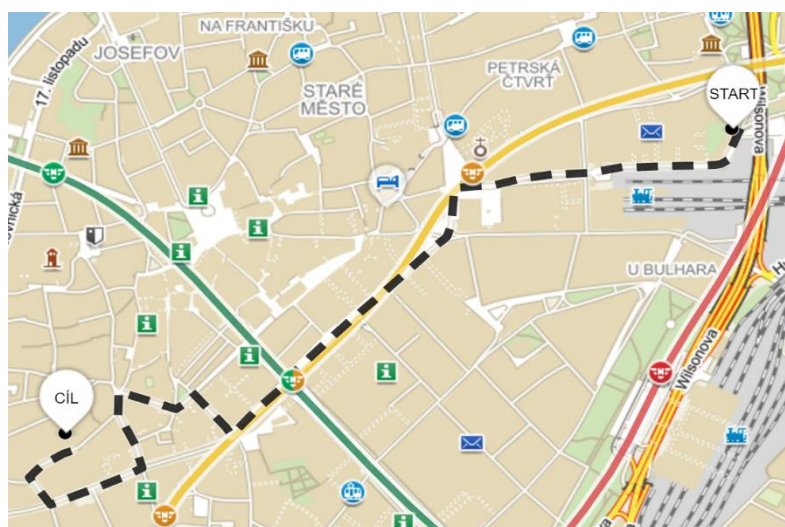 NA FRANTIŠKU
JOSEFOV
17. listopadu
STARÉ
MĚSTO
PETRSKÁ
ČTVRŤ
START
Wilsonova
U BULHARA
Wilsonova
CÍL